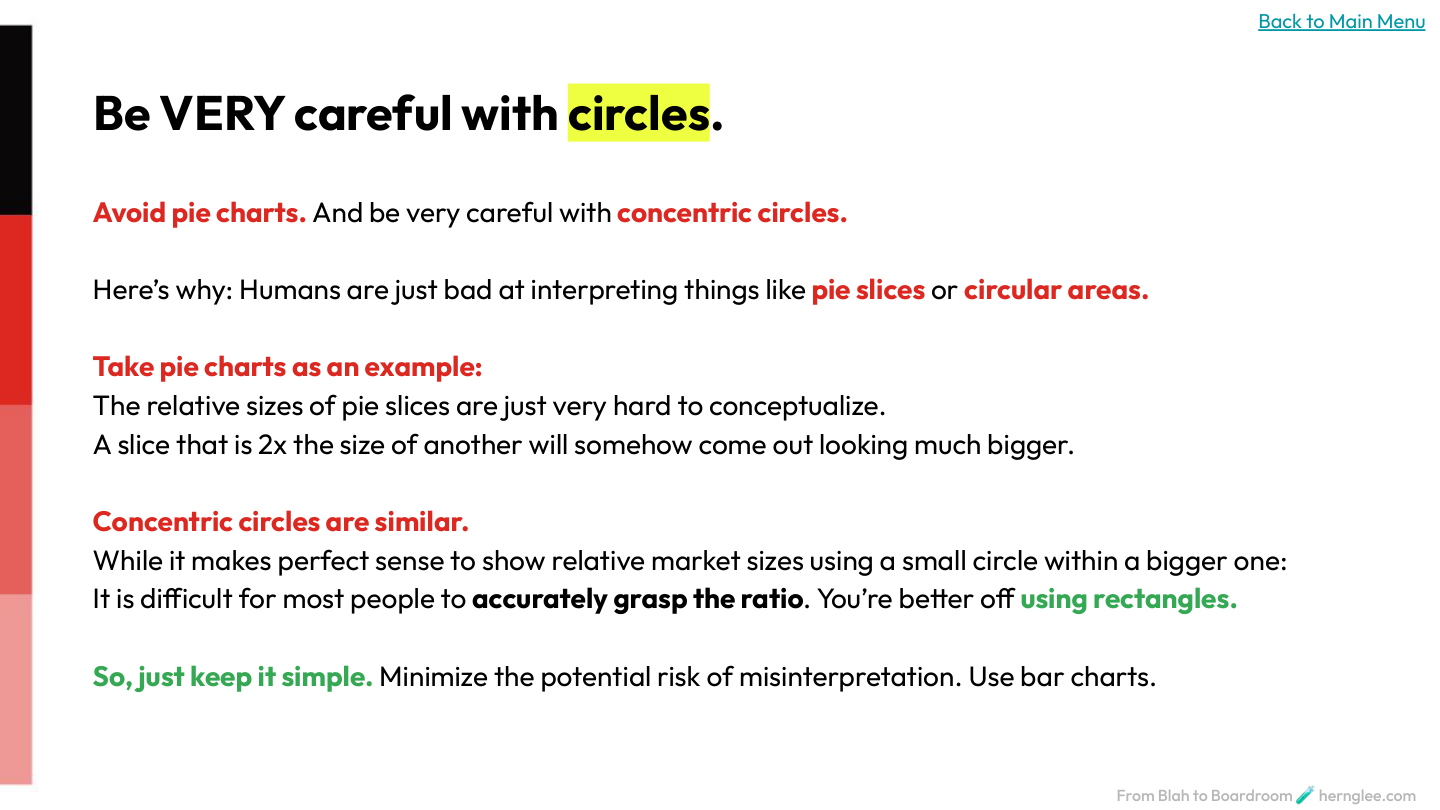 Back to Main Menu
Be VERY careful with circles.
Avoid pie charts. And be very careful with concentric circles.
Here’s why: Humans are just bad at interpreting things like pie slices or circular areas.
Take pie charts as an example:
The relative sizes of pie slices are just very hard to conceptualize.
A slice that is 2x the size of another will somehow come out looking much bigger.
Concentric circles are similar.
While it makes perfect sense to show relative market sizes using a small circle within a bigger one:
It is difficult for most people to accurately grasp the ratio. You’re better off using rectangles.
So, just keep it simple. Minimize the potential risk of misinterpretation. Use bar charts.
From Blah to Boardroom 🧪 hernglee.com